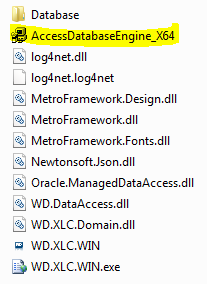 Database
AccessDatabaseEngine_X64
log4net.dll
log4net.log4net
MetroFramework.Design.dll
MetroFramework.dll
MetroFramework.Fonts.dll
Newtonsoft.Json.dll
Oracle.ManagedDataAccess.dll
WD.DataAccess.dll
WD.XLC.Domain.dll
WD.XLC.WIN
WD.XLC.WIN.exe